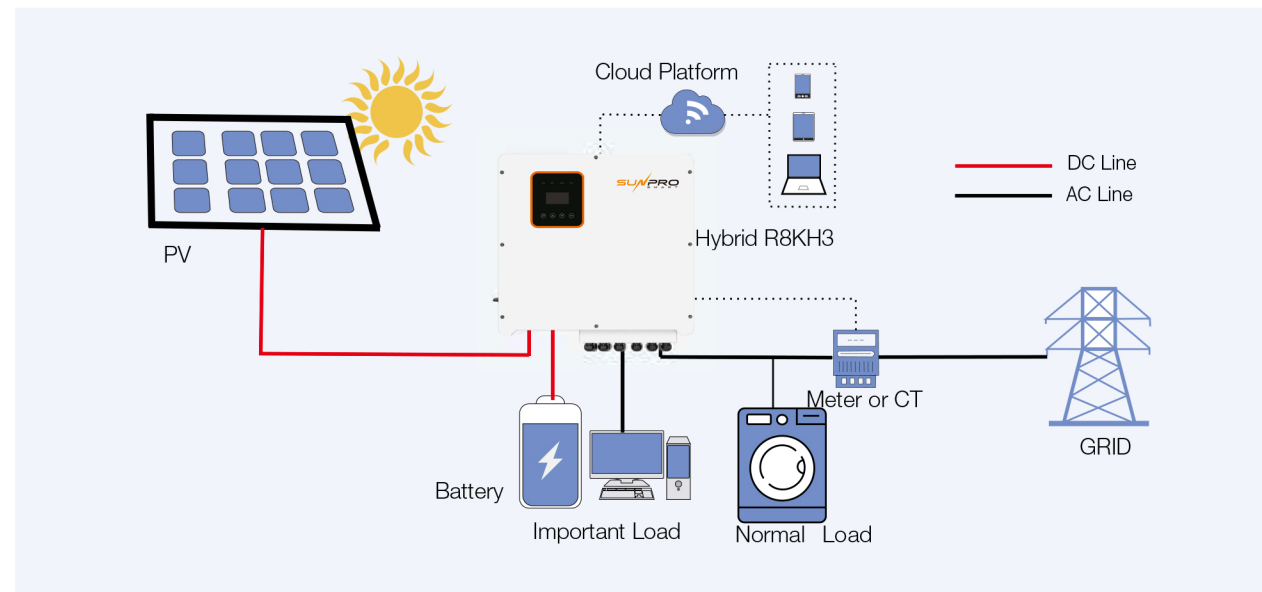 Cloud Platform
SUNPRO
DC Line
AC Line
Hybrid R8KH3
PV
Meter or CT
GRID
Battery
Important Load
Normal Load